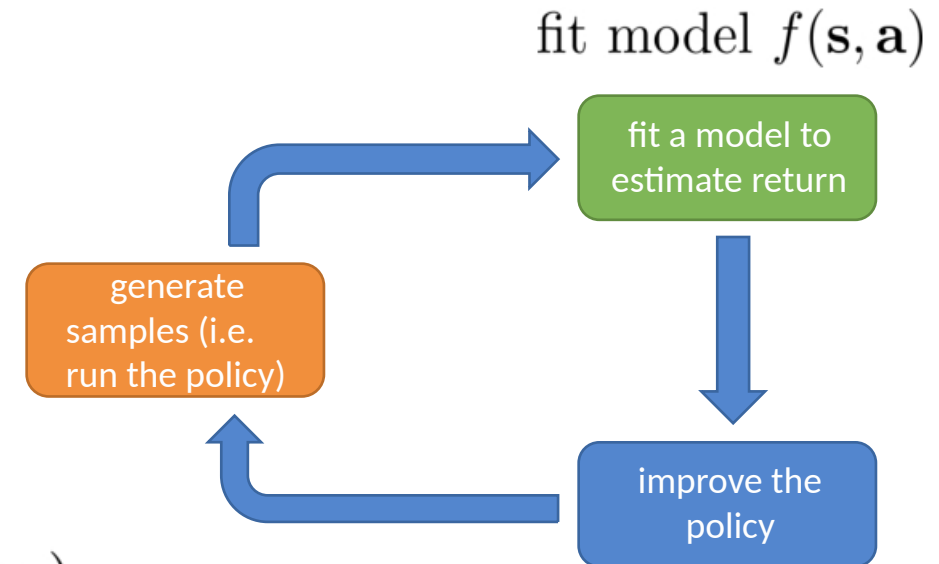 fit model f(s, a)
fit a model to
estimate return
generate
samples (i.e.
run the policy)
improve the
policy
)